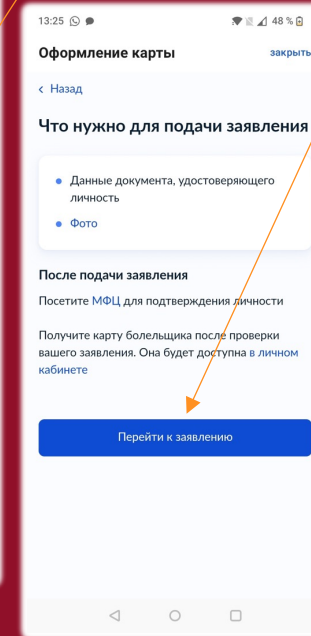 13:25 48 %
Оформление карты закрыть
‹ Назад
Что нужно для подачи заявления
Данные документа, удостоверяющего
личность
Фото
После подачи заявления
Посетите МФЦ для подтверждения личности
Получите карту болельщика после проверки
вашего заявления. Она будет доступна в личном
кабинете
Перейти к заявлению